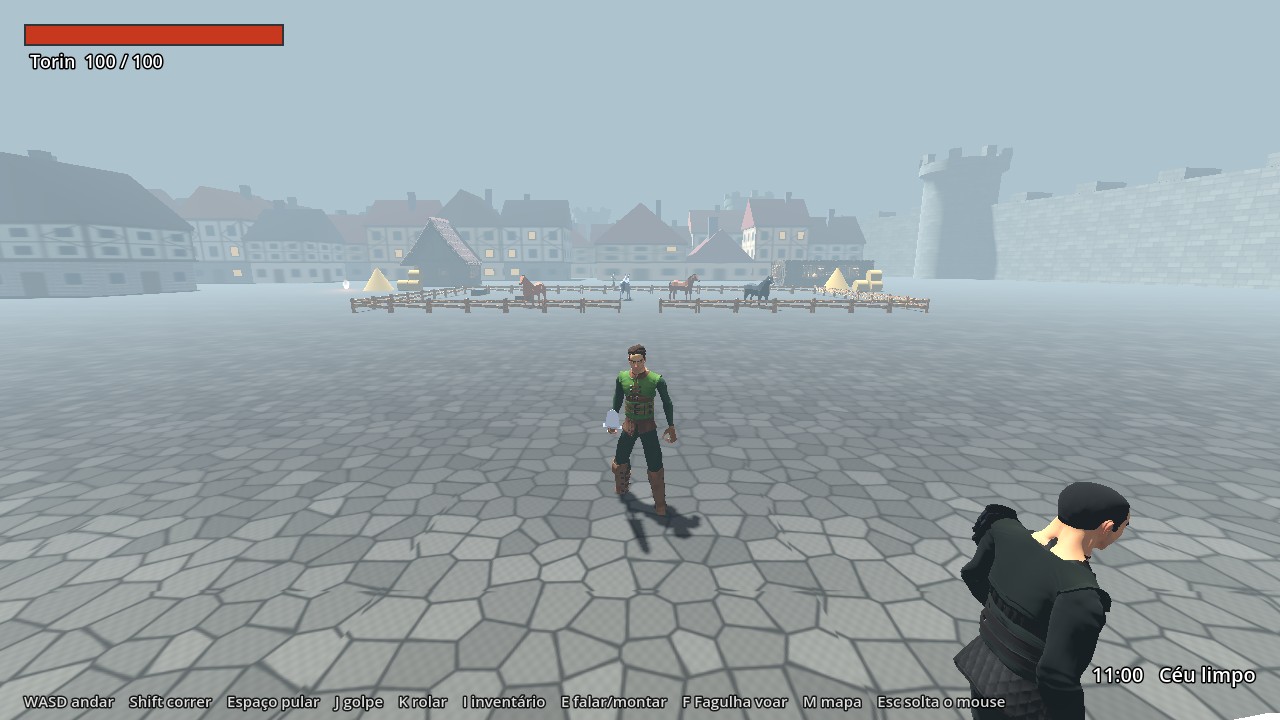 Torin 100 / 100
11:00 Céu limpo
WASD andar Shift correr Espaço pular J golpe K rolar I inventário E falar/montar F Fagulha voar M mapa Esc solta o mouse